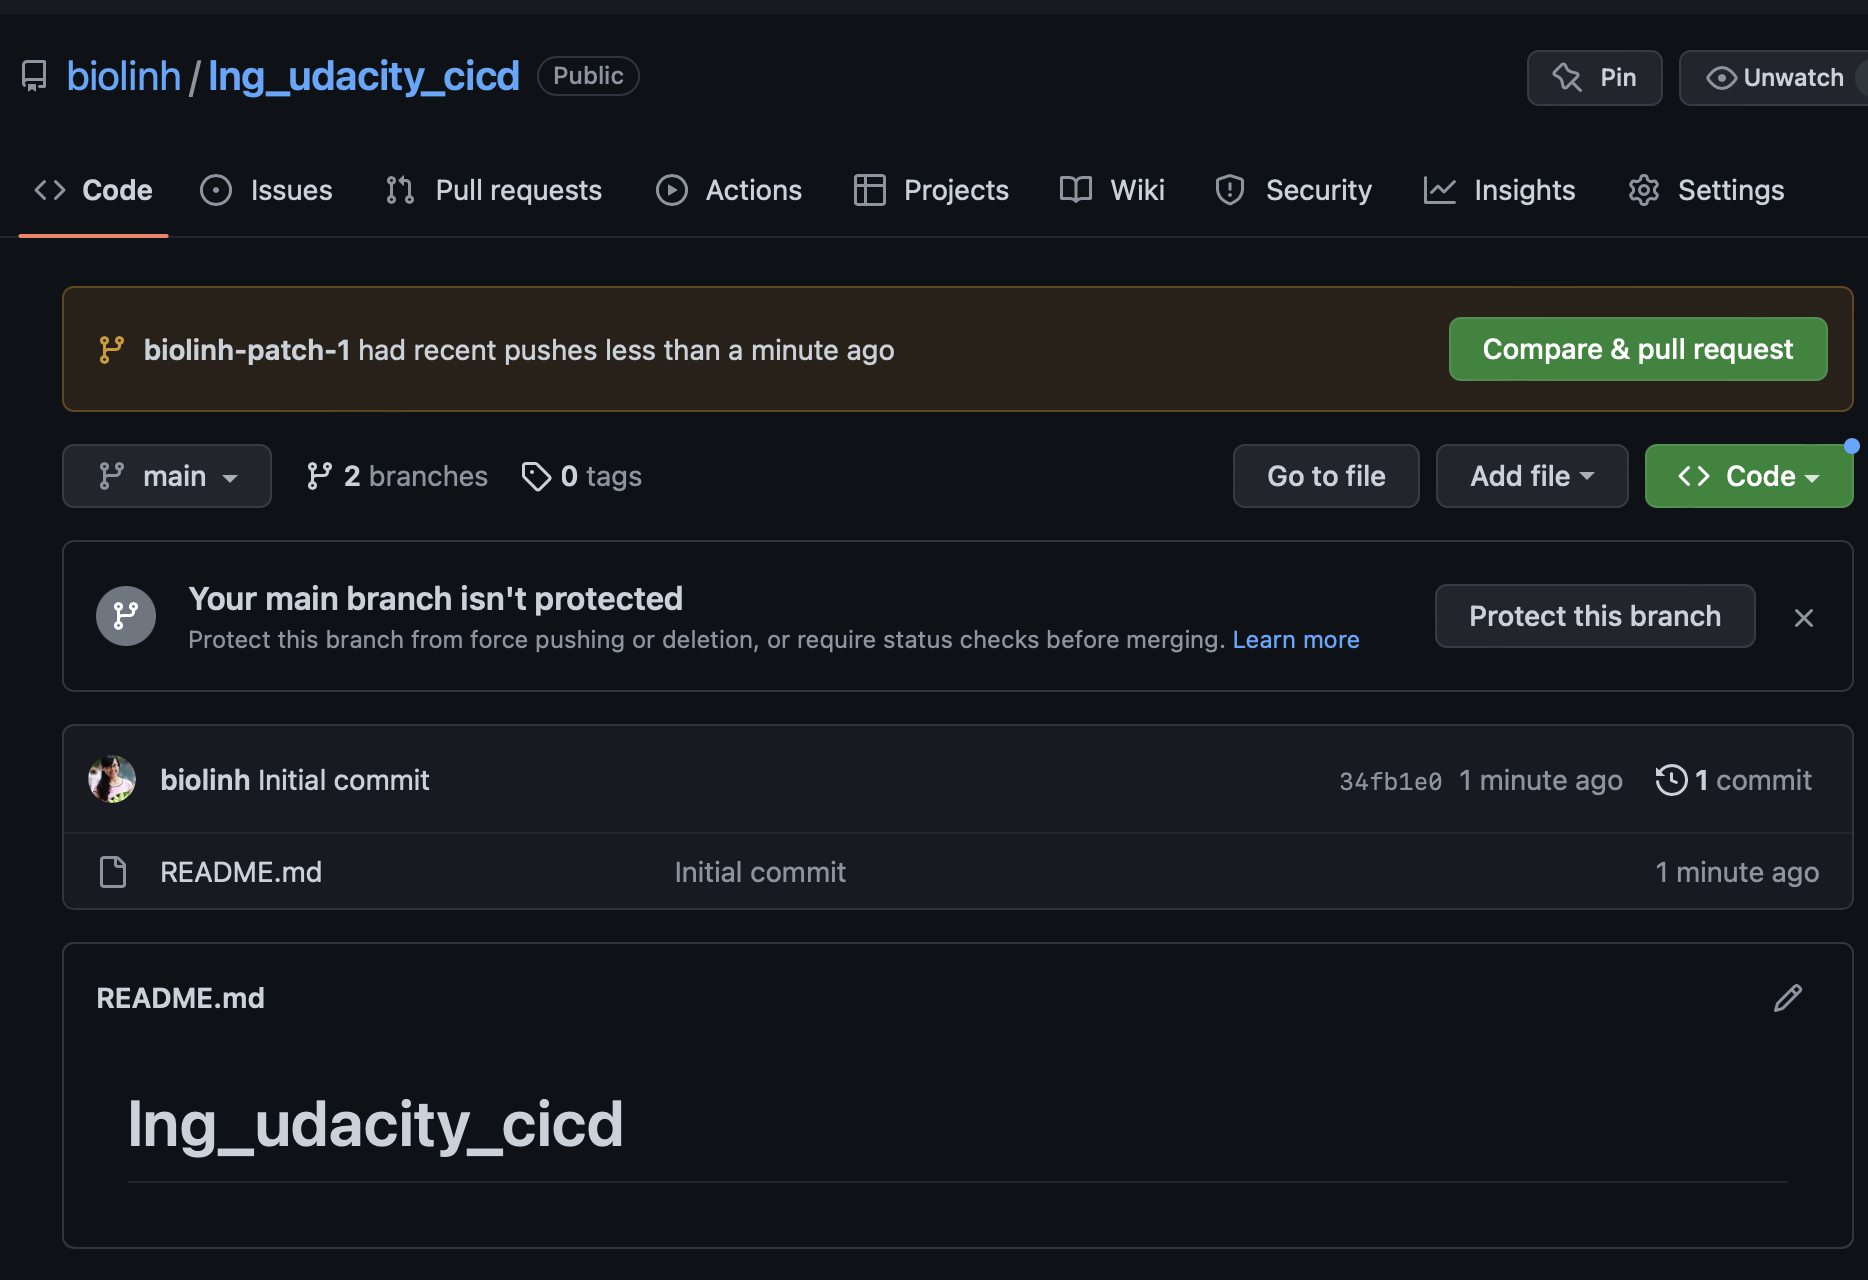 biolinh / lng_udacity_cicd Public Pin Unwatch
Code Issues Pull requests Actions Projects Wiki Security Insights Settings
biolinh-patch-1 had recent pushes less than a minute ago Compare & pull request
main 2 branches 0 tags Go to file Add file Code
Your main branch isn't protected
Protect this branch from force pushing or deletion, or require status checks before merging. Learn more
Protect this branch
biolinh Initial commit 34fb1e0 1 minute ago 1 commit
README.md Initial commit 1 minute ago
README.md
lng_udacity_cicd